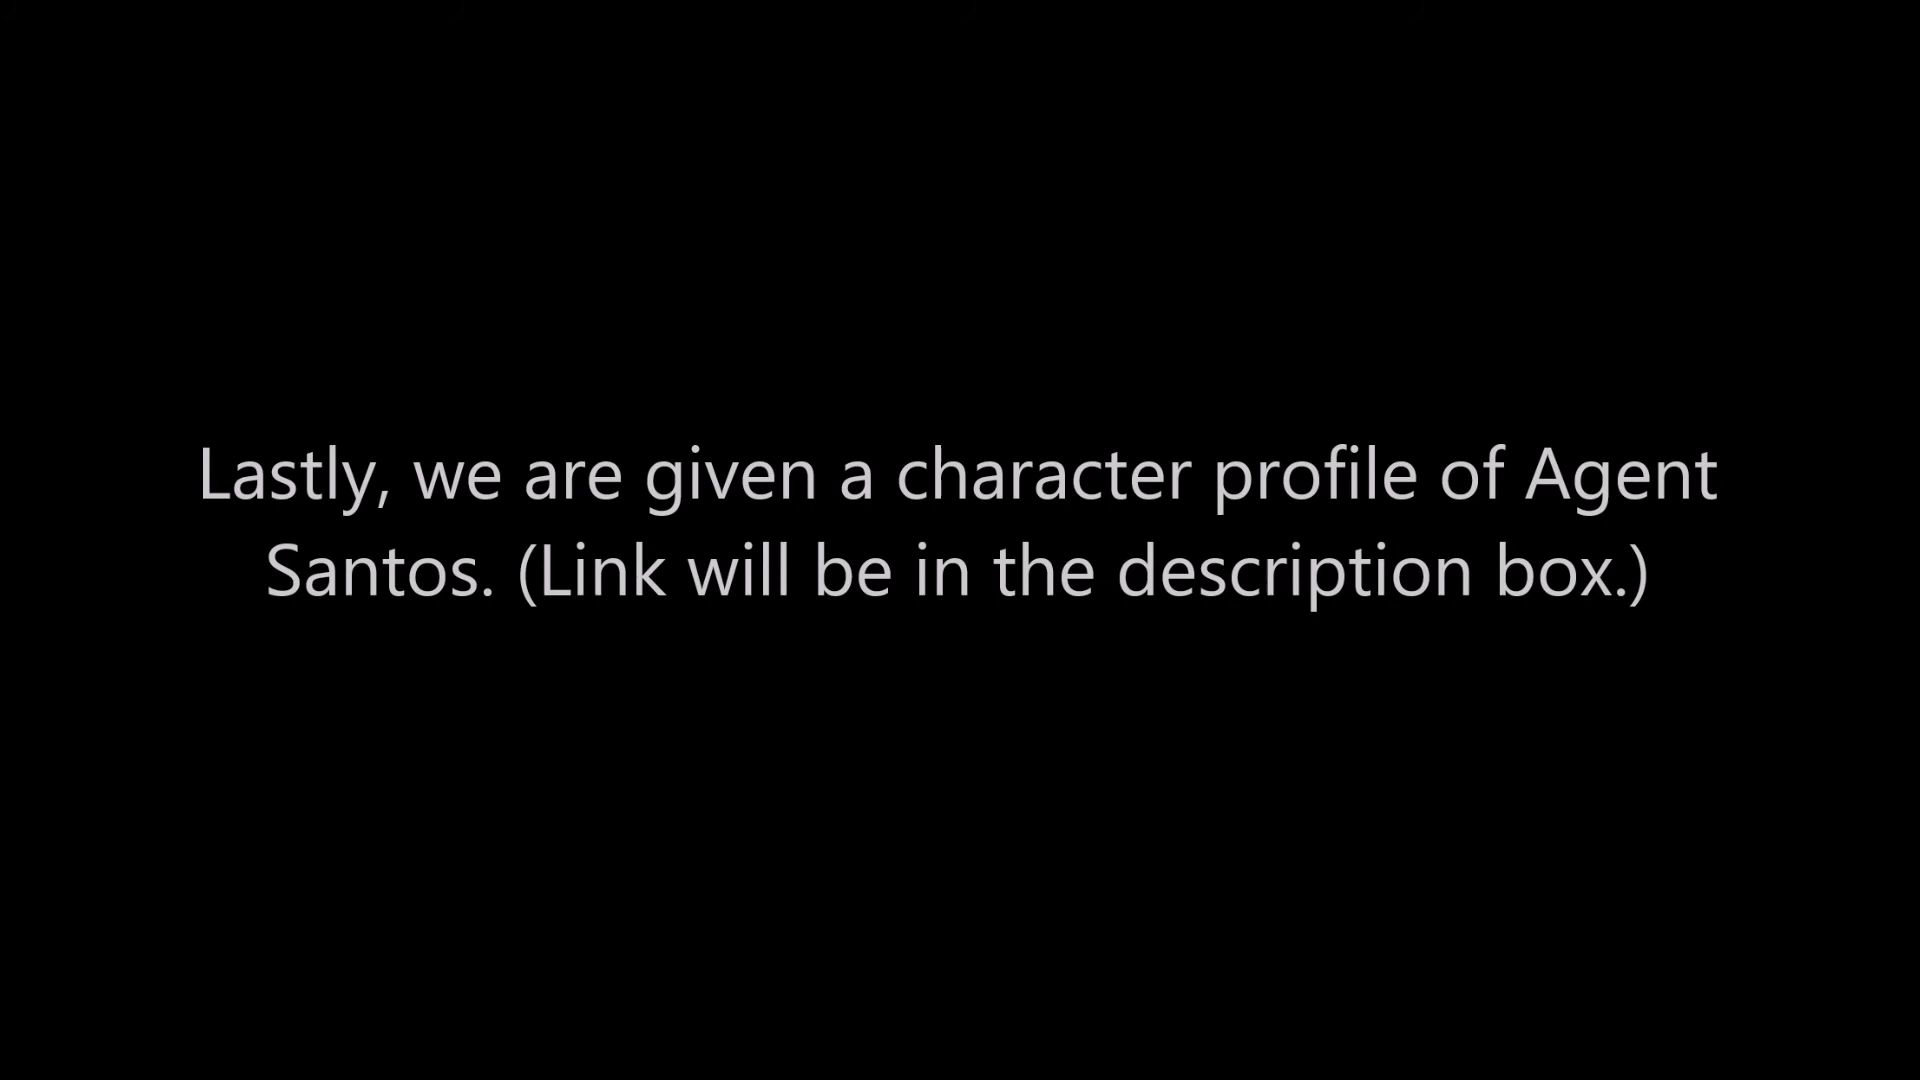 Lastly, we are given a character profile of Agent
Santos. (Link will be in the description box.)